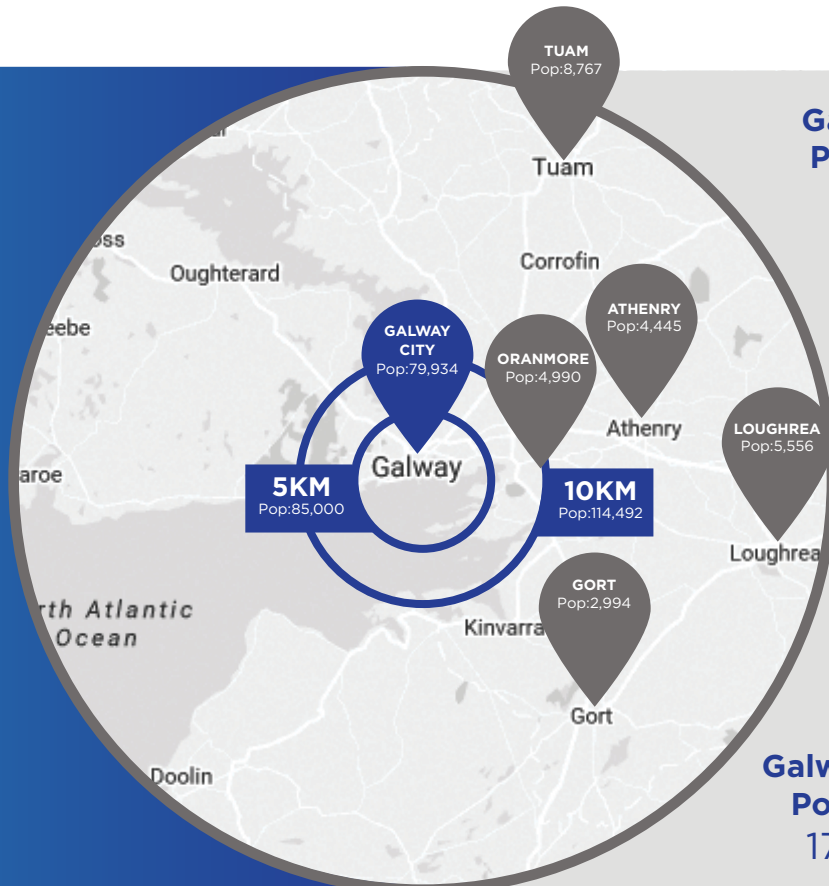 TUAM
Pop:8,767
Tuam
Corrofin
Oughterard
ATHENRY
Pop:4,445
GALWAY
CITY
Pop:79,934
ORANMORE
Pop:4,990
Athenry
LOUGHREA
Pop:5,556
Galway
5KM
Pop:85,000
10KM
Pop:114,492
Loughrea
GORT
Pop:2,994
Atlantic
Ocean
Kinvarra
Gort
Doolin
17